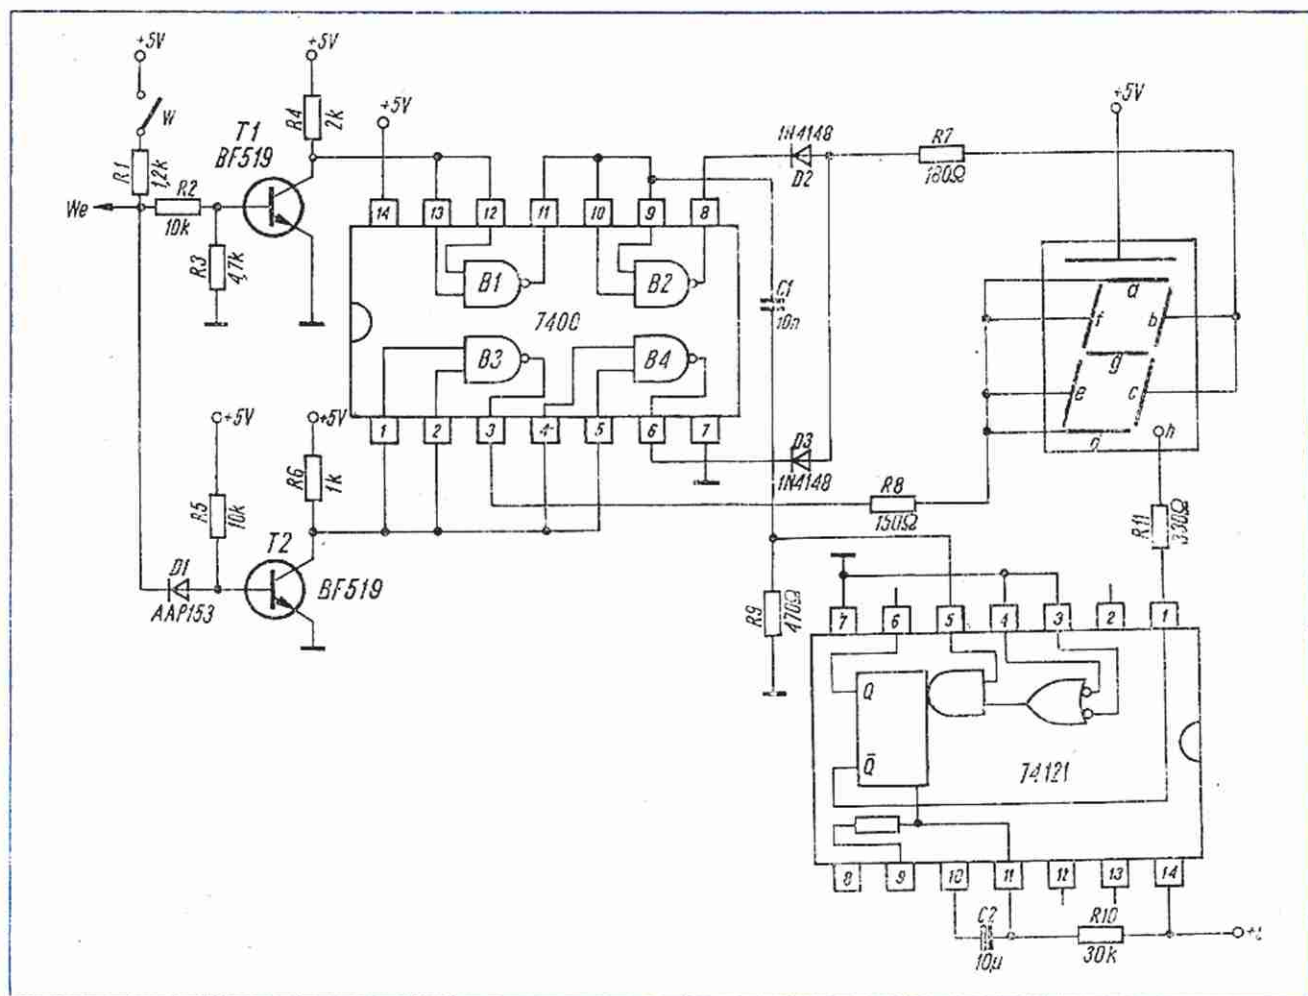 +5V
+5V
W
R4
2k
+5V
+5V
T1
BF519
R1
1,2k
1N4148
D2
R7
180Ω
We
R2
10k
R3
4,7k
14
13
12
11
10
9
8
B1
B2
7400
B3
B4
C1
10n
a
f
b
g
e
c
h
1
2
3
4
5
6
7
+5V
+5V
R6
1k
R5
10k
D3
1N4148
R8
150Ω
R11
330Ω
T2
BF519
D1
AAP153
R9
470Ω
7
6
5
4
3
2
1
Q
Q̄
74121
8
9
10
11
12
13
14
C2
10µ
R10
30k